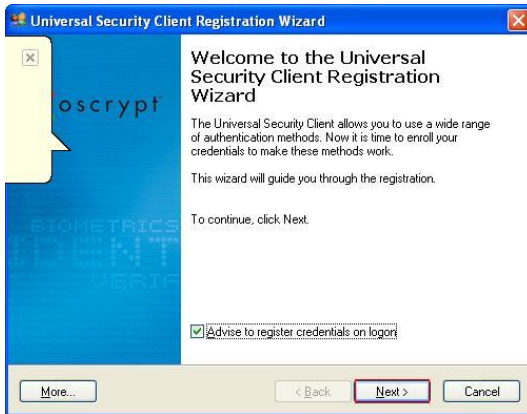 Universal Security Client Registration Wizard
oscrypt
Welcome to the Universal
Security Client Registration
Wizard
The Universal Security Client allows you to use a wide range
of authentication methods. Now it is time to enroll your
credentials to make these methods work.
This wizard will guide you through the registration.
To continue, click Next.
BIOMETRICS
IDENT
VERIF
Advise to register credentials on logon
More...
< Back
Next >
Cancel